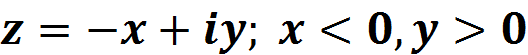 z = −x + iy; x < 0, y > 0